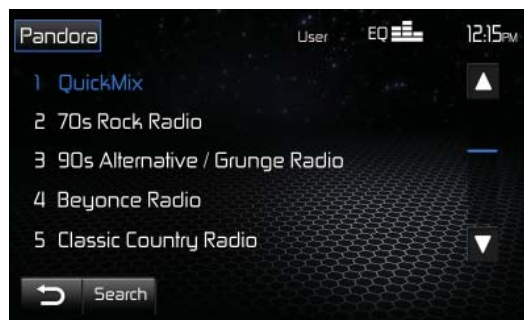 Pandora User EQ 12:15PM
1 QuickMix
2 70s Rock Radio
3 90s Alternative / Grunge Radio
4 Beyonce Radio
5 Classic Country Radio
Search